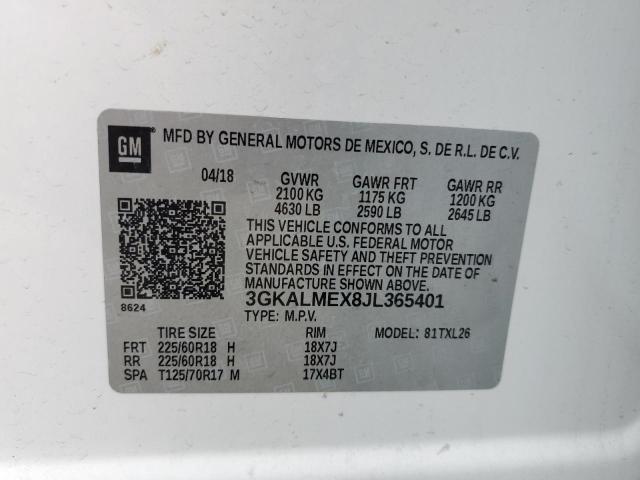 GM
MFD BY GENERAL MOTORS DE MEXICO, S. DE R.L. DE C.V.
04/18 GVWR GAWR FRT GAWR RR
2100 KG 1175 KG 1200 KG
4630 LB 2590 LB 2645 LB
THIS VEHICLE CONFORMS TO ALL
APPLICABLE U.S. FEDERAL MOTOR
VEHICLE SAFETY AND THEFT PREVENTION
STANDARDS IN EFFECT ON THE DATE OF
MANUFACTURE SHOWN ABOVE.
8624 3GKALMEX8JL365401
TYPE: M.P.V.
TIRE SIZE RIM MODEL: 81TXL26
FRT 225/60R18 H 18X7J
RR 225/60R18 H 18X7J
SPA T125/70R17 M 17X4BT